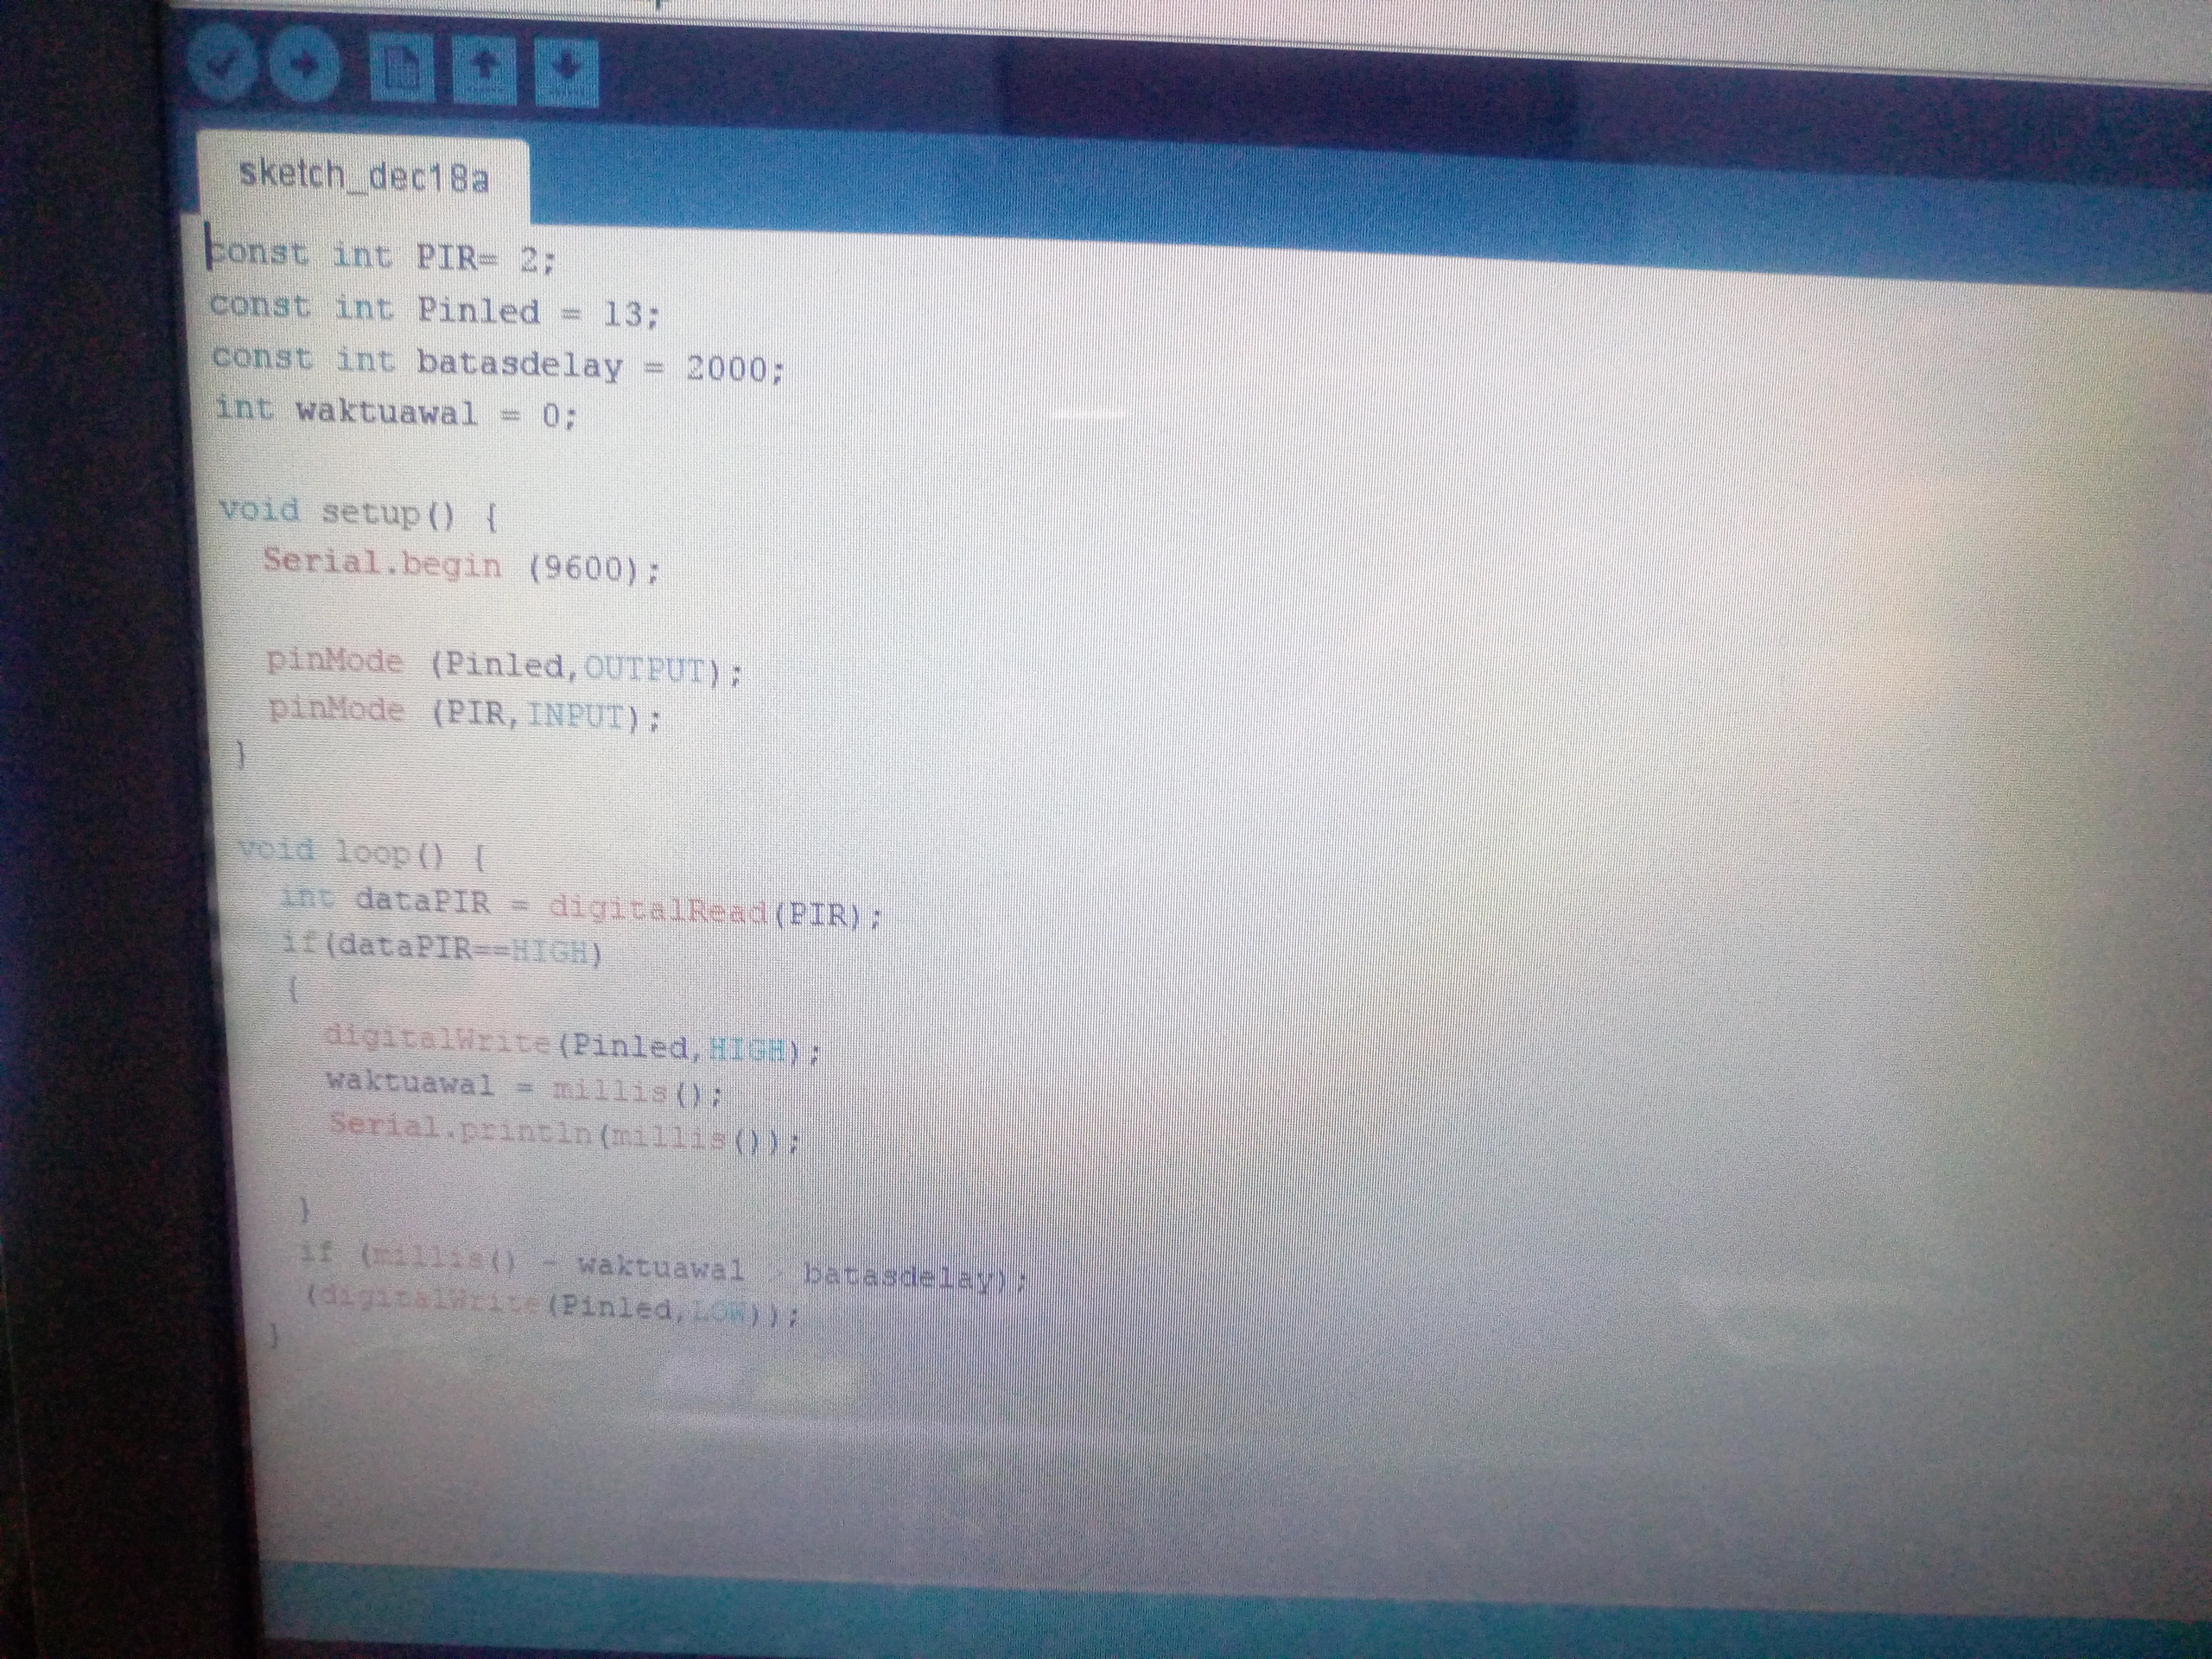 sketch_dec18a
const int PIR= 2;
const int Pinled = 13;
const int batasdelay = 2000;
int waktuawal = 0;
void setup() {
Serial.begin (9600);
pinMode (Pinled,OUTPUT);
pinMode (PIR,INPUT);
}
void loop() {
int dataPIR = digitalRead(PIR);
if(dataPIR==HIGH)
{
digitalWrite(Pinled,HIGH);
waktuawal = millis();
Serial.println(millis());
}
if (millis() - waktuawal batasdelay);
(digitalWrite(Pinled,LOW));
}